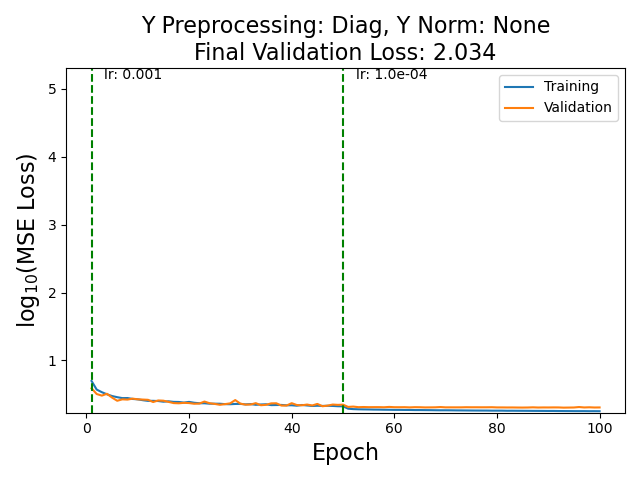 Y Preprocessing: Diag, Y Norm: None
Final Validation Loss: 2.034
lr: 0.001
lr: 1.0e-04
Training
Validation
5
4
3
2
1
log₁₀(MSE Loss)
0
20
40
60
80
100
Epoch